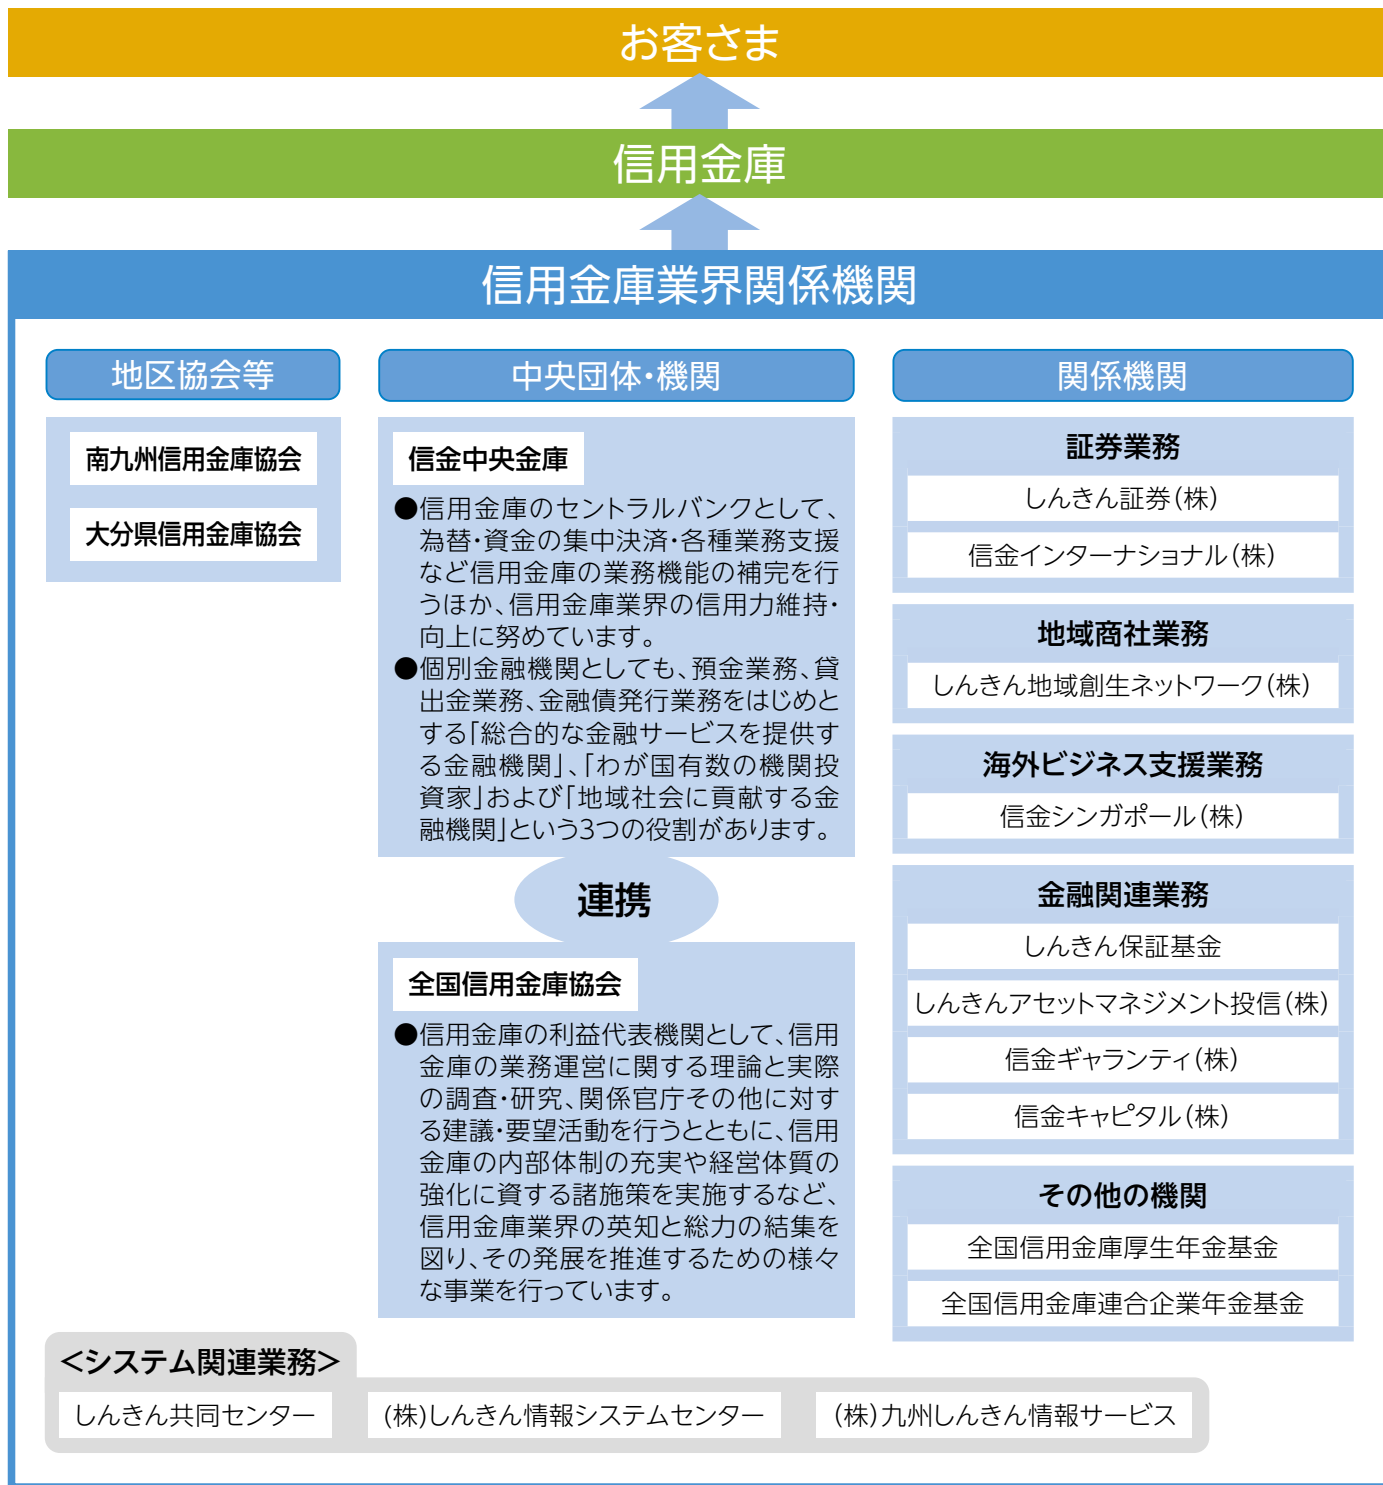 お客さま
信用金庫
信用金庫業界関係機関
地区協会等
南九州信用金庫協会
大分県信用金庫協会
中央団体・機関
信金中央金庫
●信用金庫のセントラルバンクとして、
為替・資金の集中決済・各種業務支援
など信用金庫の業務機能の補完を行
うほか、信用金庫業界の信用力維持・
向上に努めています。
●個別金融機関としても、預金業務、貸
出金業務、金融債発行業務をはじめと
する「総合的な金融サービスを提供す
る金融機関」、「わが国有数の機関投
資家」および「地域社会に貢献する金
融機関」という3つの役割があります。
連携
全国信用金庫協会
●信用金庫の利益代表機関として、信用
金庫の業務運営に関する理論と実際
の調査・研究、関係官庁その他に対す
る建議・要望活動を行うとともに、信用
金庫の内部体制の充実や経営体質の
強化に資する諸施策を実施するなど、
信用金庫業界の英知と総力の結集を
図り、その発展を推進するための様々
な事業を行っています。
関係機関
証券業務
しんきん証券(株)
信金インターナショナル(株)
地域商社業務
しんきん地域創生ネットワーク(株)
海外ビジネス支援業務
信金シンガポール(株)
金融関連業務
しんきん保証基金
しんきんアセットマネジメント投信(株)
信金ギャランティ(株)
信金キャピタル(株)
その他の機関
全国信用金庫厚生年金基金
全国信用金庫連合企業年金基金
<システム関連業務>
しんきん共同センター
(株)しんきん情報システムセンター
(株)九州しんきん情報サービス